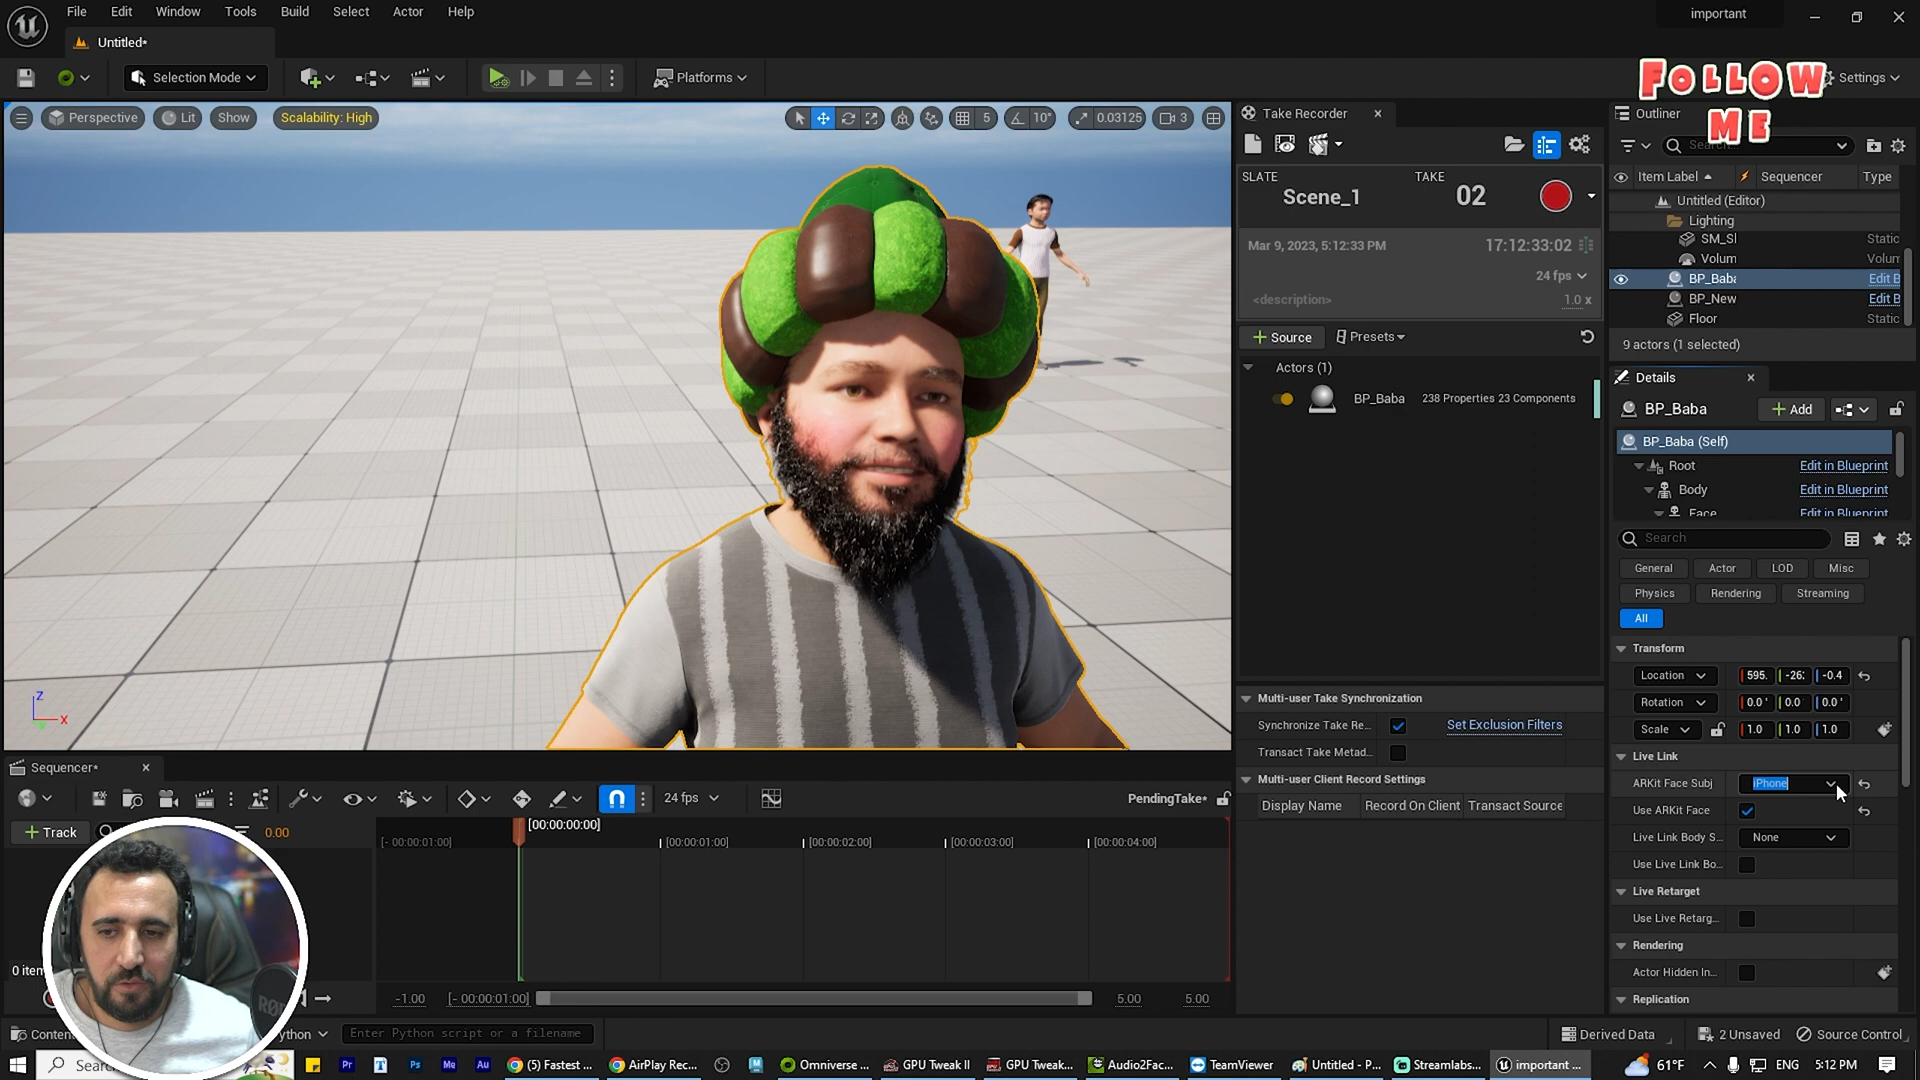 File Edit Window Tools Build Select Actor Help
important
Untitled*
Selection Mode
Platforms
Settings
FOLLOW
ME
Perspective
Lit
Show
Scalability: High
5
10°
0.03125
3
Take Recorder
SLATE
Scene_1
TAKE
02
Mar 9, 2023, 5:12:33 PM
17:12:33:02
24 fps
<description>
1.0 x
Source
Presets
Actors (1)
BP_Baba
238 Properties 23 Components
Multi-user Take Synchronization
Synchronize Take Re...
Set Exclusion Filters
Transact Take Metad...
Multi-user Client Record Settings
Display Name
Record On Client
Transact Source
Outliner
Search...
Item Label
Sequencer
Type
Untitled (Editor)
Lighting
SM_Sl
Static
Volum
Volum
BP_Baba
Edit B
BP_New
Edit B
Floor
Static
9 actors (1 selected)
Details
BP_Baba
Add
BP_Baba (Self)
Root
Edit in Blueprint
Body
Edit in Blueprint
Face
Edit in Blueprint
Search
General
Actor
LOD
Misc
Physics
Rendering
Streaming
All
Transform
Location
595.
-26:
-0.4
Rotation
0.0°
0.0
0.0°
Scale
1.0
1.0
1.0
Live Link
ARKit Face Subj
iPhone
Use ARKit Face
Live Link Body S...
None
Use Live Link Bo...
Live Retarget
Use Live Retarg...
Rendering
Actor Hidden In...
Replication
Z
X
Sequencer*
24 fps
PendingTake*
Track
0.00
[00:00:00:00]
[- 00:00:01:00]
[00:00:01:00]
[00:00:02:00]
[00:00:03:00]
[00:00:04:00]
0 item
RØD
-1.00
[- 00:00:01:00]
5.00
5.00
Conten
ython
Enter Python script or a filename
Derived Data
2 Unsaved
Source Control
Searc
Pr
T
Ps
Me
Au
(5) Fastest ...
AirPlay Rec...
Omniverse ...
GPU Tweak II
GPU Tweak...
Audio2Fac...
TeamViewer
Untitled - P...
Streamlabs...
important ...
61°F
ENG
5:12 PM